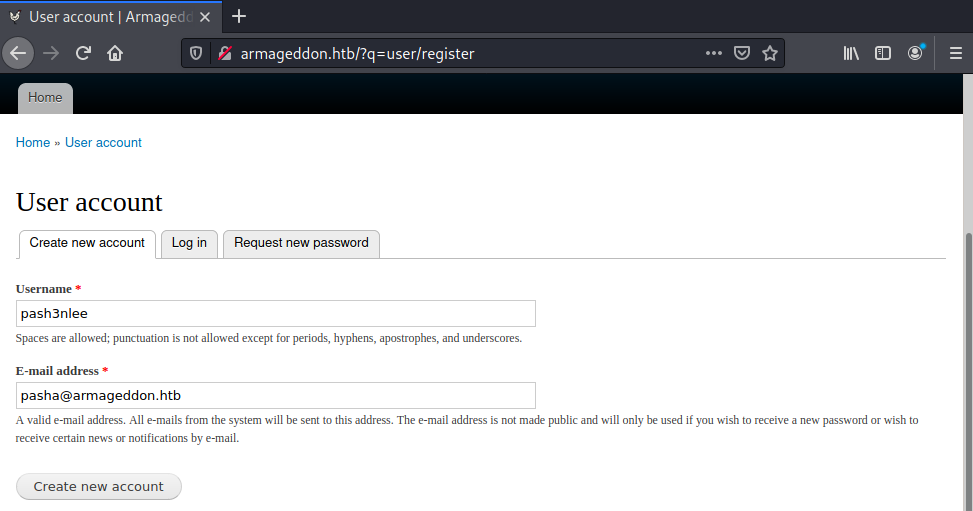 User account | Armagedd
armageddon.htb/?q=user/register
Home
Home » User account
User account
Create new account Log in Request new password
Username *
pash3nlee
Spaces are allowed; punctuation is not allowed except for periods, hyphens, apostrophes, and underscores.
E-mail address *
pasha@armageddon.htb
A valid e-mail address. All e-mails from the system will be sent to this address. The e-mail address is not made public and will only be used if you wish to receive a new password or wish to
receive certain news or notifications by e-mail.
Create new account